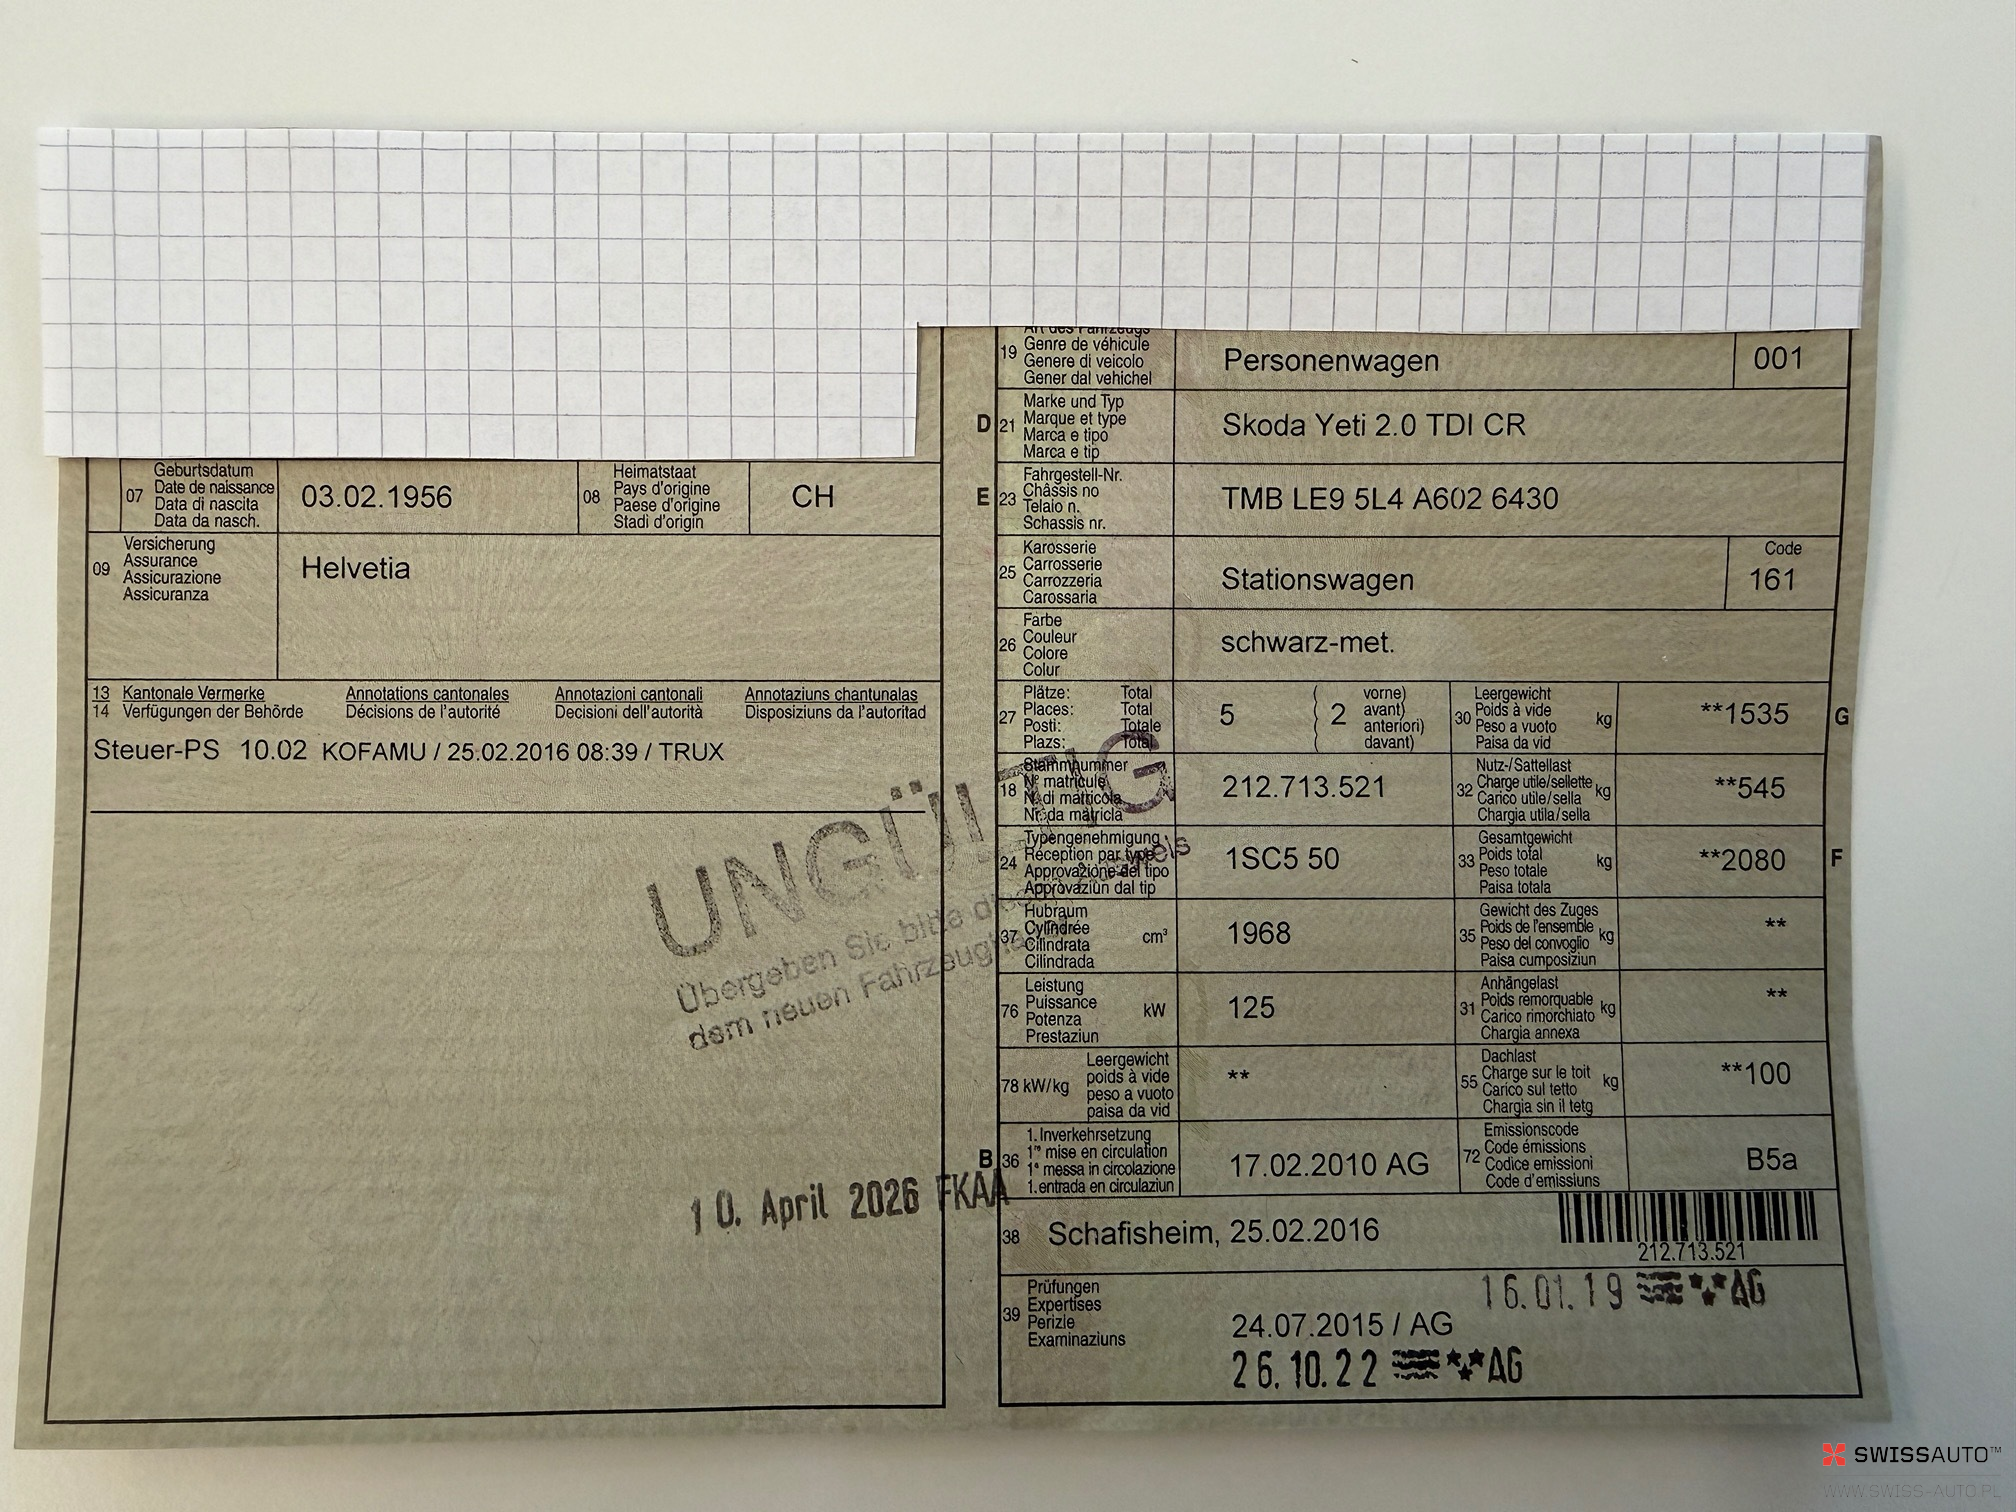 07
Geburtsdatum
Date de naissance
Data di nascita
Data da nasch.
03.02.1956
08
Heimatstaat
Pays d'origine
Paese d'origine
Stadi d'origin
CH
09
Versicherung
Assurance
Assicurazione
Assicuranza
Helvetia
13 Kantonale Vermerke Annotations cantonales Annotazioni cantonali Annotaziuns chantunalas
14 Verfügungen der Behörde Décisions de l'autorité Decisioni dell'autorità Disposiziuns da l'autoritad
Steuer-PS 10.02 KOFAMU / 25.02.2016 08:39 / TRUX
UNGÜLTIG
Übergeben Sie bitte diesen Ausweis
dem neuen Fahrzeughalter
10. April 2026 FKAA
19
Art des Fahrzeugs
Genre de véhicule
Genere di veicolo
Gener dal vehichel
Personenwagen
001
D 21
Marke und Typ
Marque et type
Marca e tipo
Marca e tip
Skoda Yeti 2.0 TDI CR
E 23
Fahrgestell-Nr.
Châssis no
Telaio n.
Schassis nr.
TMB LE9 5L4 A602 6430
25
Karosserie
Carrosserie
Carrozzeria
Carossaria
Stationswagen
Code
161
26
Farbe
Couleur
Colore
Colur
schwarz-met.
27
Plätze: Total
Places: Total
Posti: Totale
Plazs: Total
5
( vorne)
( 2 avant)
( anteriori)
( davant)
30
Leergewicht
Poids à vide
Peso a vuoto
Paisa da vid
kg
**1535
G
18
Stammnummer
N° matricule
N. di matricola
Nr. da matricla
212.713.521
32
Nutz-/Sattellast
Charge utile/sellette
Carico utile/sella
Chargia utila/sella
kg
**545
24
Typengenehmigung
Réception par type
Approvazione del tipo
Approvaziun dal tip
1SC5 50
33
Gesamtgewicht
Poids total
Peso totale
Paisa totala
kg
**2080
F
37
Hubraum
Cylindrée
Cilindrata
Cilindrada
cm³
1968
35
Gewicht des Zuges
Poids de l'ensemble
Peso del convoglio
Paisa cumposiziun
kg
**
76
Leistung
Puissance
Potenza
Prestaziun
kW
125
31
Anhängelast
Poids remorquable
Carico rimorchiato
Chargia annexa
kg
**
78 kW/kg
Leergewicht
poids à vide
peso a vuoto
paisa da vid
**
55
Dachlast
Charge sur le toit
Carico sul tetto
Chargia sin il tetg
kg
**100
B 36
1. Inverkehrsetzung
1re mise en circulation
1a messa in circolazione
1. entrada en circulaziun
17.02.2010 AG
72
Emissionscode
Code émissions
Codice emissioni
Code d'emissiuns
B5a
38
Schafisheim, 25.02.2016
212.713.521
39
Prüfungen
Expertises
Perizie
Examinaziuns
16.01.19 AG
24.07.2015 / AG
26.10.22 AG
SWISSAUTO™
WWW.SWISS-AUTO.PL